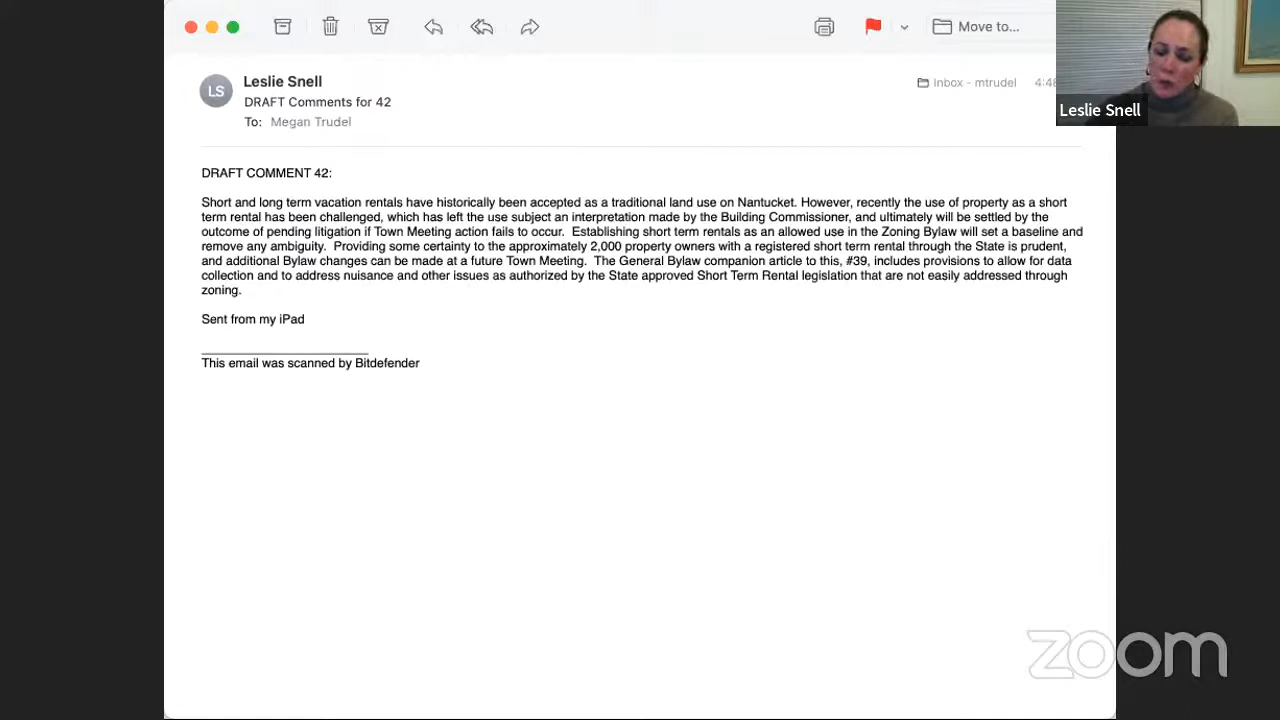 Move to...
LS
Leslie Snell
Inbox - mtrudel
DRAFT Comments for 42
To: Megan Trudel
Leslie Snell
DRAFT COMMENT 42:
Short and long term vacation rentals have historically been accepted as a traditional land use on Nantucket. However, recently the use of property as a short
term rental has been challenged, which has left the use subject an interpretation made by the Building Commissioner, and ultimately will be settled by the
outcome of pending litigation if Town Meeting action fails to occur. Establishing short term rentals as an allowed use in the Zoning Bylaw will set a baseline and
remove any ambiguity. Providing some certainty to the approximately 2,000 property owners with a registered short term rental through the State is prudent,
and additional Bylaw changes can be made at a future Town Meeting. The General Bylaw companion article to this, #39, includes provisions to allow for data
collection and to address nuisance and other issues as authorized by the State approved Short Term Rental legislation that are not easily addressed through
zoning.
Sent from my iPad
This email was scanned by Bitdefender
zoom